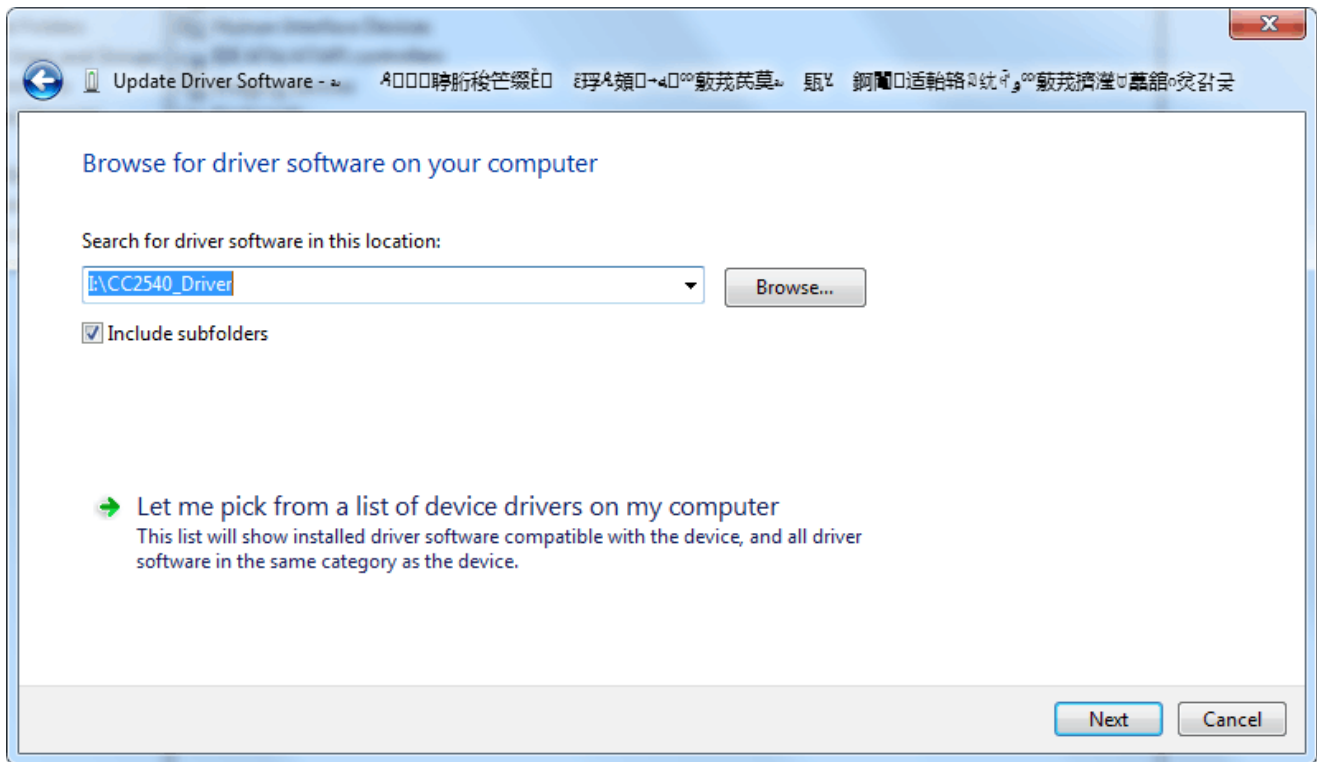 Update Driver Software -
Browse for driver software on your computer
Search for driver software in this location:
I:\CC2540_Driver
Browse...
Include subfolders
Let me pick from a list of device drivers on my computer
This list will show installed driver software compatible with the device, and all driver
software in the same category as the device.
Next
Cancel